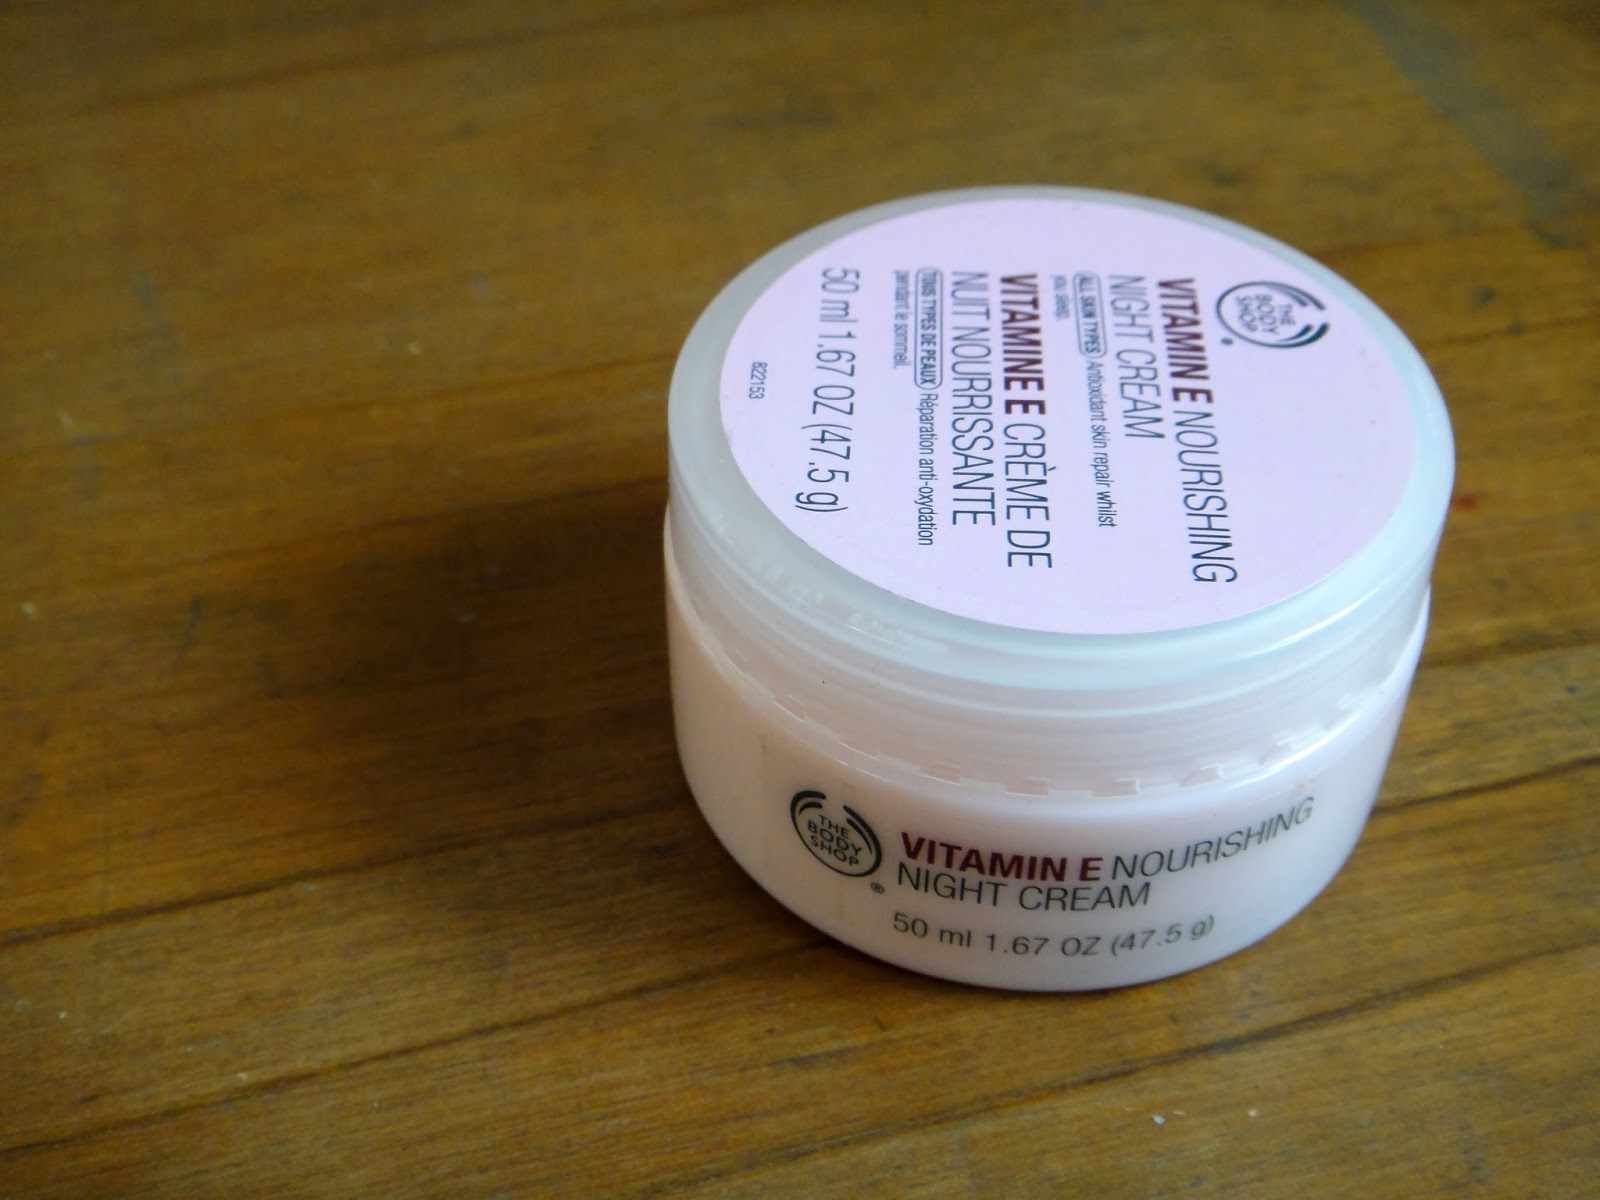 THE
BODY
SHOP
®
VITAMIN E NOURISHING
NIGHT CREAM
ALL SKIN TYPES Antioxidant skin repair whilst
you sleep.
VITAMINE E CRÈME DE
NUIT NOURRISSANTE
TOUS TYPES DE PEAUX Réparation anti-oxydation
pendant le sommeil.
50 ml 1.67 OZ (47.5 g)
822153
THE
BODY
SHOP
®
VITAMIN E NOURISHING
NIGHT CREAM
50 ml 1.67 OZ (47.5 g)